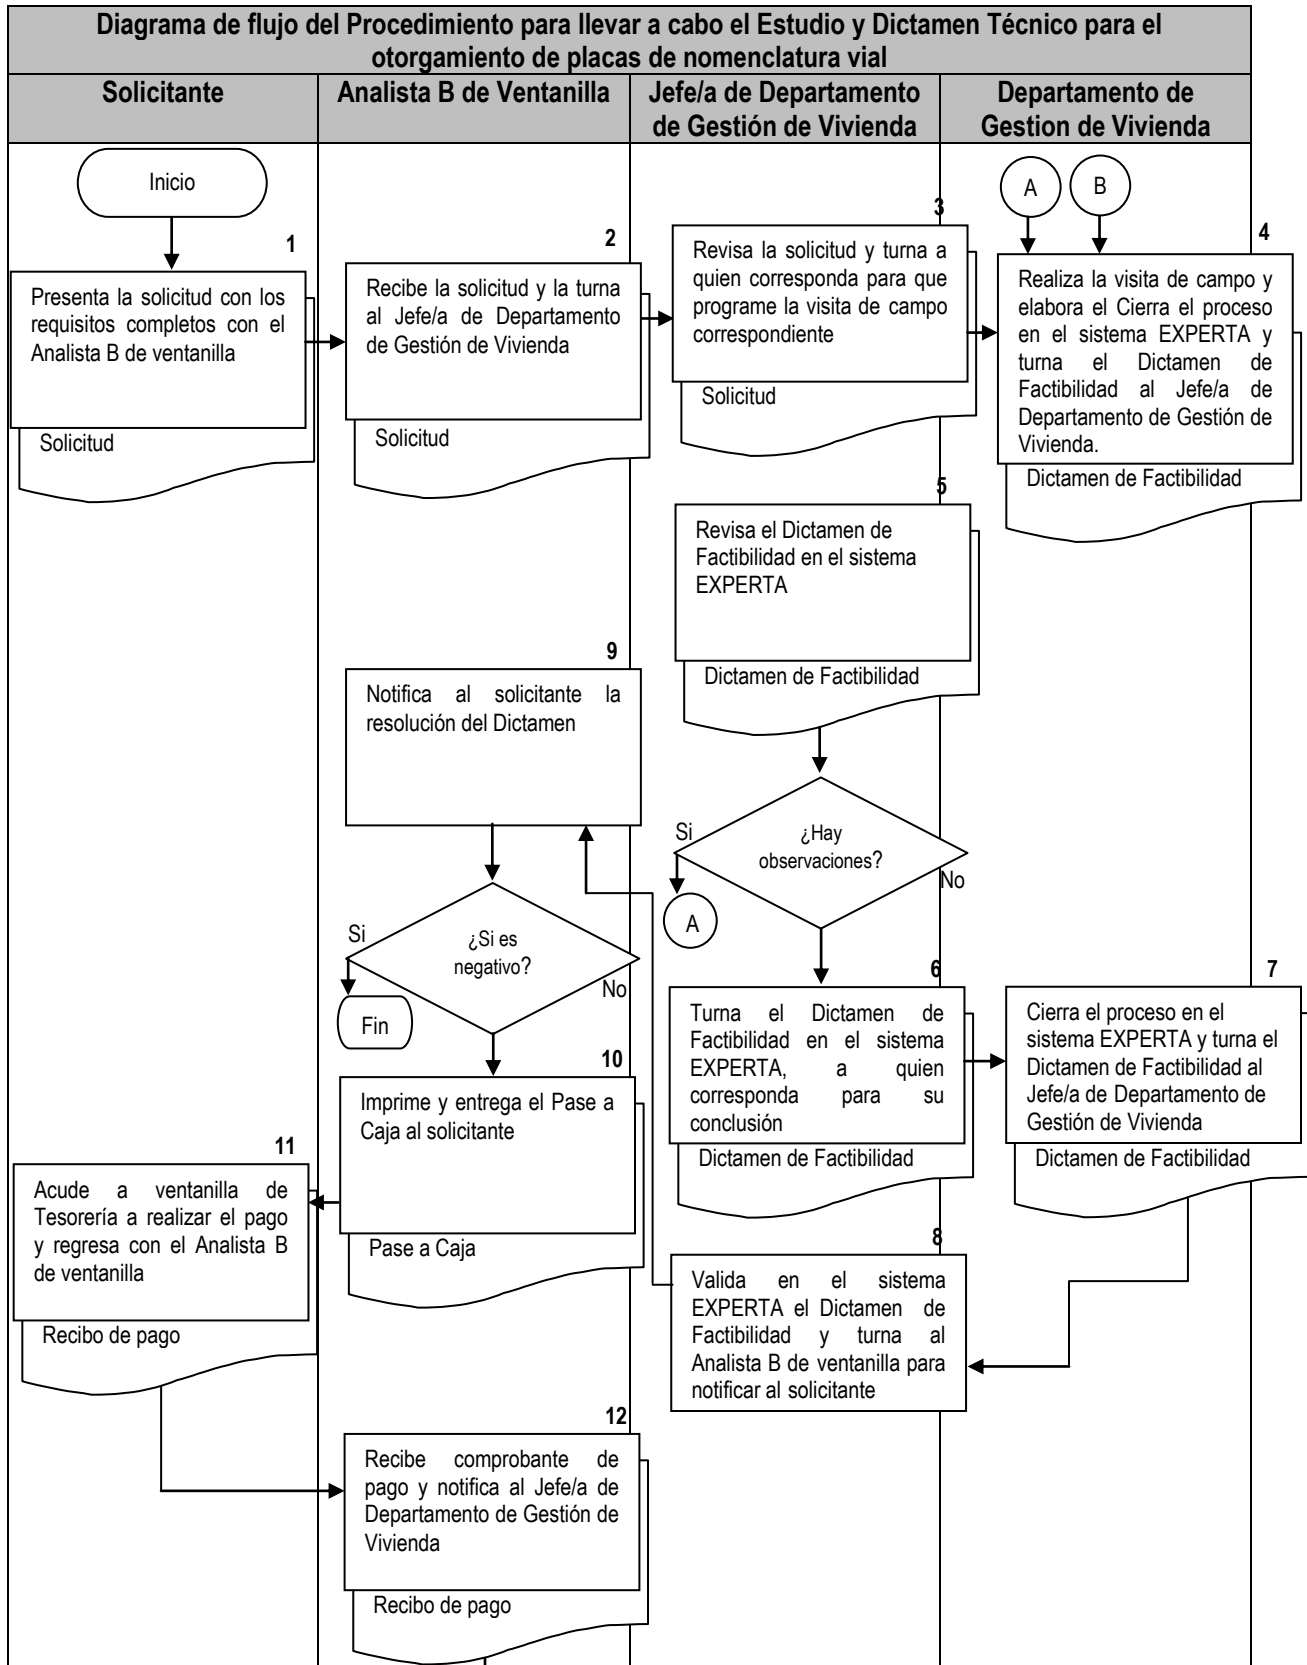 Diagrama de flujo del Procedimiento para llevar a cabo el Estudio y Dictamen Técnico para el
otorgamiento de placas de nomenclatura vial
Solicitante
Analista B de Ventanilla
Jefe/a de Departamento
de Gestión de Vivienda
Departamento de
Gestion de Vivienda
Inicio
A
B
1
Presenta la solicitud con los
requisitos completos con el
Analista B de ventanilla
Solicitud
2
Recibe la solicitud y la turna
al Jefe/a de Departamento
de Gestión de Vivienda
Solicitud
3
Revisa la solicitud y turna a
quien corresponda para que
programe la visita de campo
correspondiente
Solicitud
4
Realiza la visita de campo y
elabora el Cierra el proceso
en el sistema EXPERTA y
turna el Dictamen de
Factibilidad al Jefe/a de
Departamento de Gestión de
Vivienda.
Dictamen de Factibilidad
5
Revisa el Dictamen de
Factibilidad en el sistema
EXPERTA
Dictamen de Factibilidad
¿Hay
observaciones?
Si
No
A
6
Turna el Dictamen de
Factibilidad en el sistema
EXPERTA, a quien
corresponda para su
conclusión
Dictamen de Factibilidad
7
Cierra el proceso en el
sistema EXPERTA y turna el
Dictamen de Factibilidad al
Jefe/a de Departamento de
Gestión de Vivienda
Dictamen de Factibilidad
8
Valida en el sistema
EXPERTA el Dictamen de
Factibilidad y turna al
Analista B de ventanilla para
notificar al solicitante
9
Notifica al solicitante la
resolución del Dictamen
¿Si es
negativo?
Si
No
Fin
10
Imprime y entrega el Pase a
Caja al solicitante
Pase a Caja
11
Acude a ventanilla de
Tesorería a realizar el pago
y regresa con el Analista B
de ventanilla
Recibo de pago
12
Recibe comprobante de
pago y notifica al Jefe/a de
Departamento de Gestión de
Vivienda
Recibo de pago